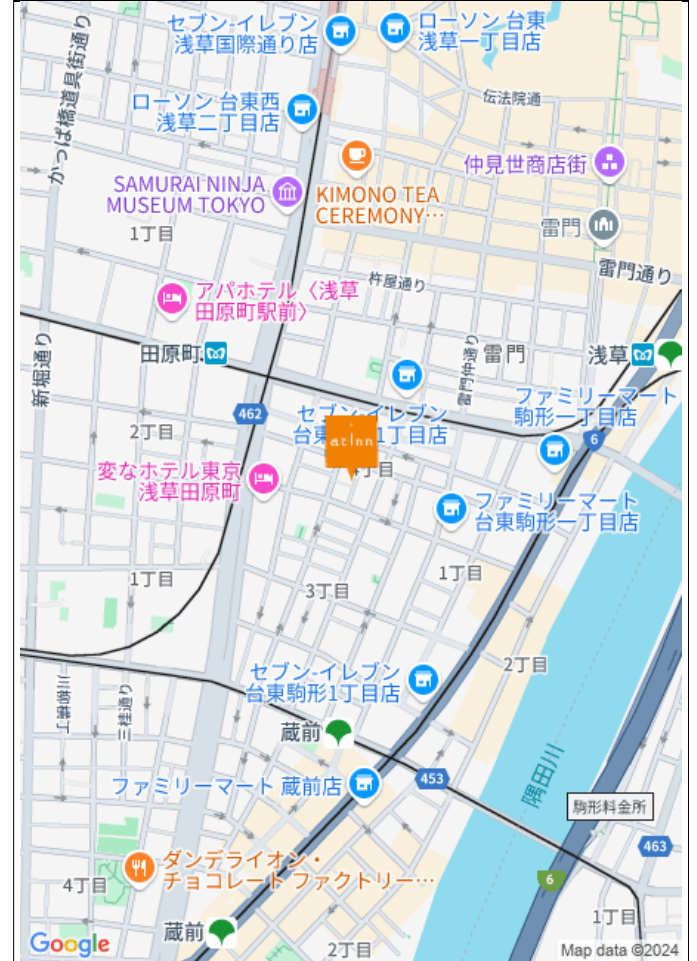 セブン-イレブン
浅草国際通り店
ローソン 台東
浅草一丁目店
かっぱ橋道具街通り
伝法院通
ローソン 台東西
浅草二丁目店
仲見世商店街
SAMURAI NINJA
MUSEUM TOKYO
KIMONO TEA
CEREMONY…
1丁目
雷門
雷門通り
杵屋通り
アパホテル〈浅草
田原町駅前〉
新堀通り
田原町
雷門仲通り
雷門
浅草
462
セブン-イレブン
台東
1丁目店
atinn
ファミリーマート
駒形一丁目店
6
2丁目
丁目
変なホテル東京
浅草田原町
ファミリーマート
台東駒形一丁目店
1丁目
1丁目
3丁目
2丁目
セブン-イレブン
台東駒形1丁目店
三桂通り
蔵前
453
ファミリーマート 蔵前店
隅田川
駒形料金所
463
ダンデライオン・
チョコレート ファクトリー…
4丁目
6
1丁目
蔵前
2丁目
Google
Map data ©2024